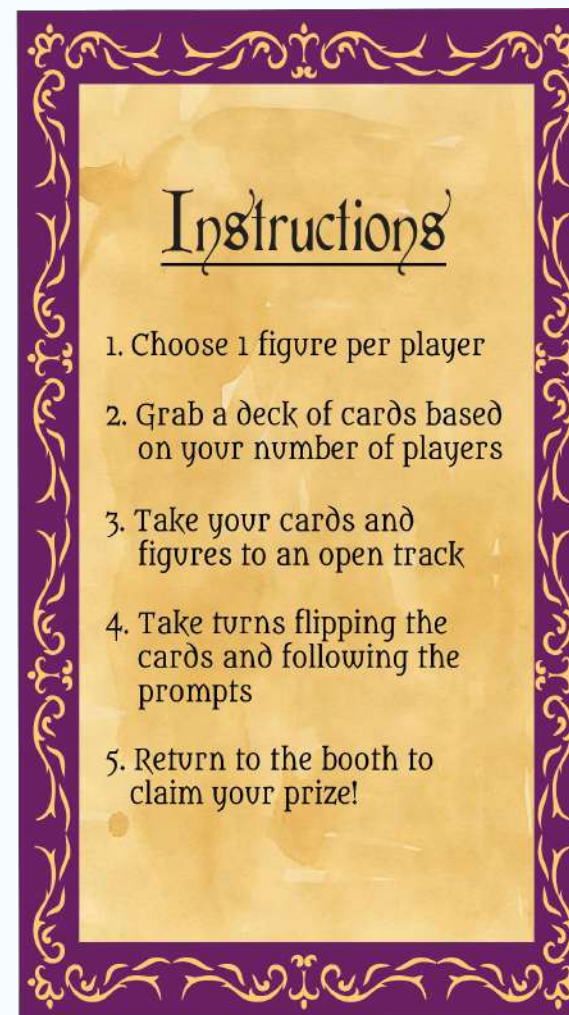 Instructions
1. Choose 1 figure per player
2. Grab a deck of cards based
on your number of players
3. Take your cards and
figures to an open track
4. Take turns flipping the
cards and following the
prompts
5. Return to the booth to
claim your prize!